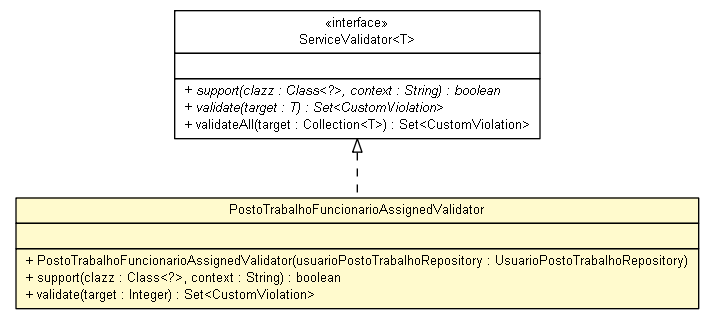 «interface»
ServiceValidator<T>
+ support(clazz : Class<?>, context : String) : boolean
+ validate(target : T) : Set<CustomViolation>
+ validateAll(target : Collection<T>) : Set<CustomViolation>
PostoTrabalhoFuncionarioAssignedValidator
+ PostoTrabalhoFuncionarioAssignedValidator(usuarioPostoTrabalhoRepository : UsuarioPostoTrabalhoRepository)
+ support(clazz : Class<?>, context : String) : boolean
+ validate(target : Integer) : Set<CustomViolation>